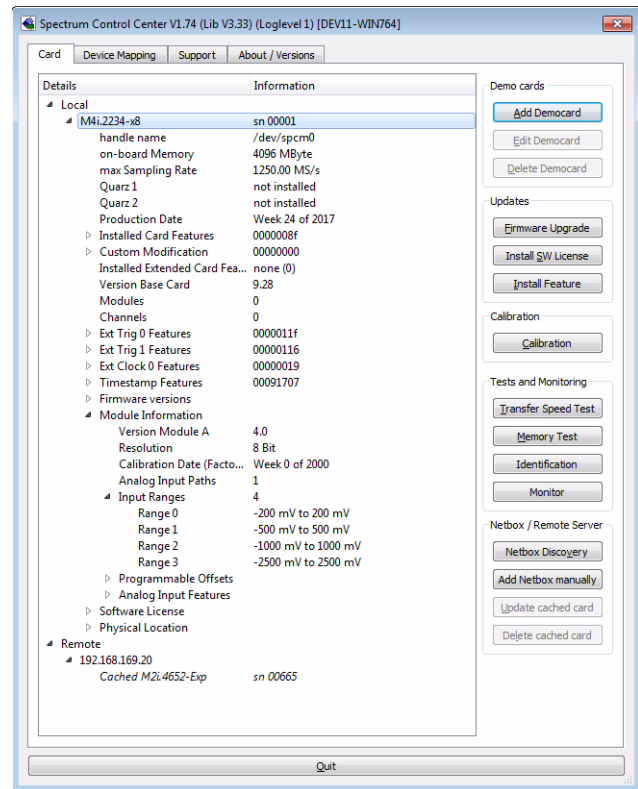 Spectrum Control Center V1.74 (Lib V3.33) (Loglevel 1) [DEV11-WIN764]
Card Device Mapping Support About / Versions
Details Information
Local
M4i.2234-x8 sn 00001
handle name /dev/spcm0
on-board Memory 4096 MByte
max Sampling Rate 1250.00 MS/s
Quarz 1 not installed
Quarz 2 not installed
Production Date Week 24 of 2017
Installed Card Features 0000008f
Custom Modification 00000000
Installed Extended Card Fea... none (0)
Version Base Card 9.28
Modules 0
Channels 0
Ext Trig 0 Features 0000011f
Ext Trig 1 Features 00000116
Ext Clock 0 Features 00000019
Timestamp Features 00091707
Firmware versions
Module Information
Version Module A 4.0
Resolution 8 Bit
Calibration Date (Facto... Week 0 of 2000
Analog Input Paths 1
Input Ranges 4
Range 0 -200 mV to 200 mV
Range 1 -500 mV to 500 mV
Range 2 -1000 mV to 1000 mV
Range 3 -2500 mV to 2500 mV
Programmable Offsets
Analog Input Features
Software License
Physical Location
Remote
192.168.169.20
Cached M2i.4652-Exp sn 00665
Demo cards
Add Democard
Edit Democard
Delete Democard
Updates
Firmware Upgrade
Install SW License
Install Feature
Calibration
Calibration
Tests and Monitoring
Transfer Speed Test
Memory Test
Identification
Monitor
Netbox / Remote Server
Netbox Discovery
Add Netbox manually
Update cached card
Delete cached card
Quit